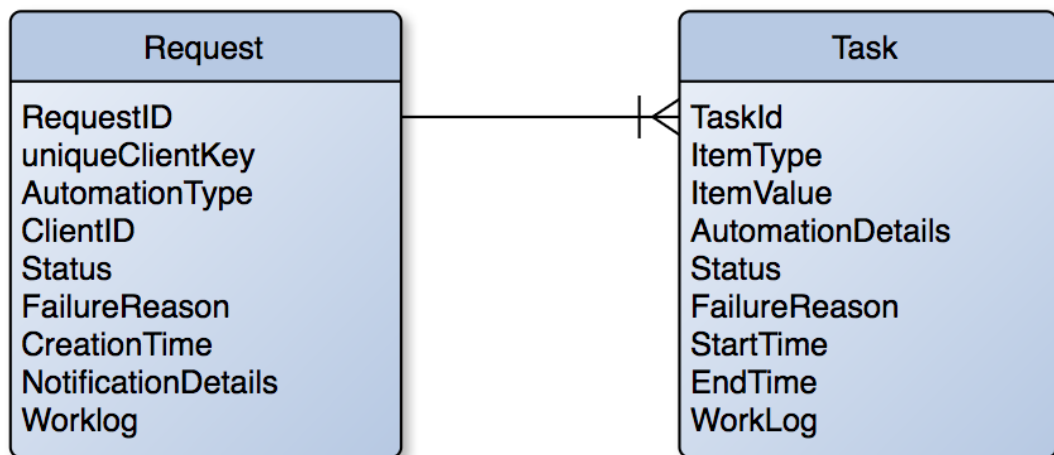 Request
RequestID
uniqueClientKey
AutomationType
ClientID
Status
FailureReason
CreationTime
NotificationDetails
Worklog
Task
TaskId
ItemType
ItemValue
AutomationDetails
Status
FailureReason
StartTime
EndTime
WorkLog